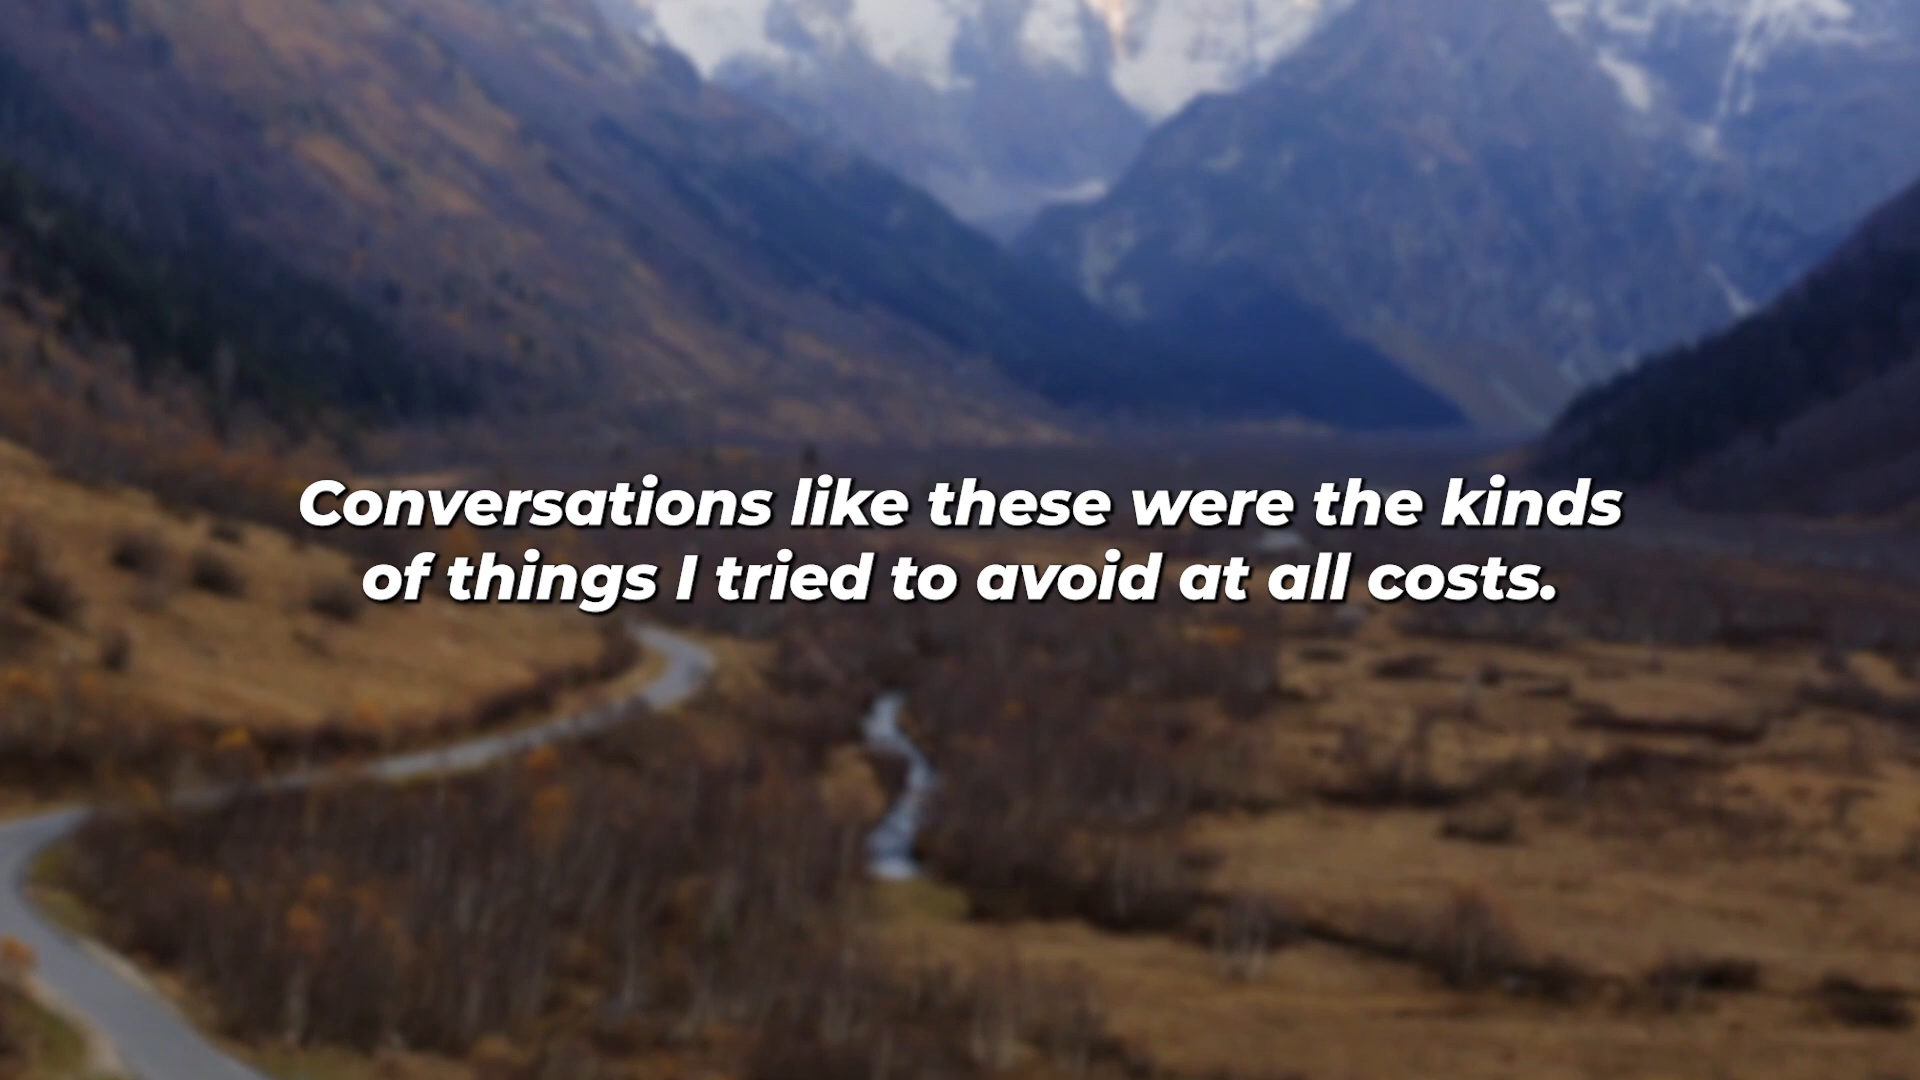 Conversations like these were the kinds
of things I tried to avoid at all costs.